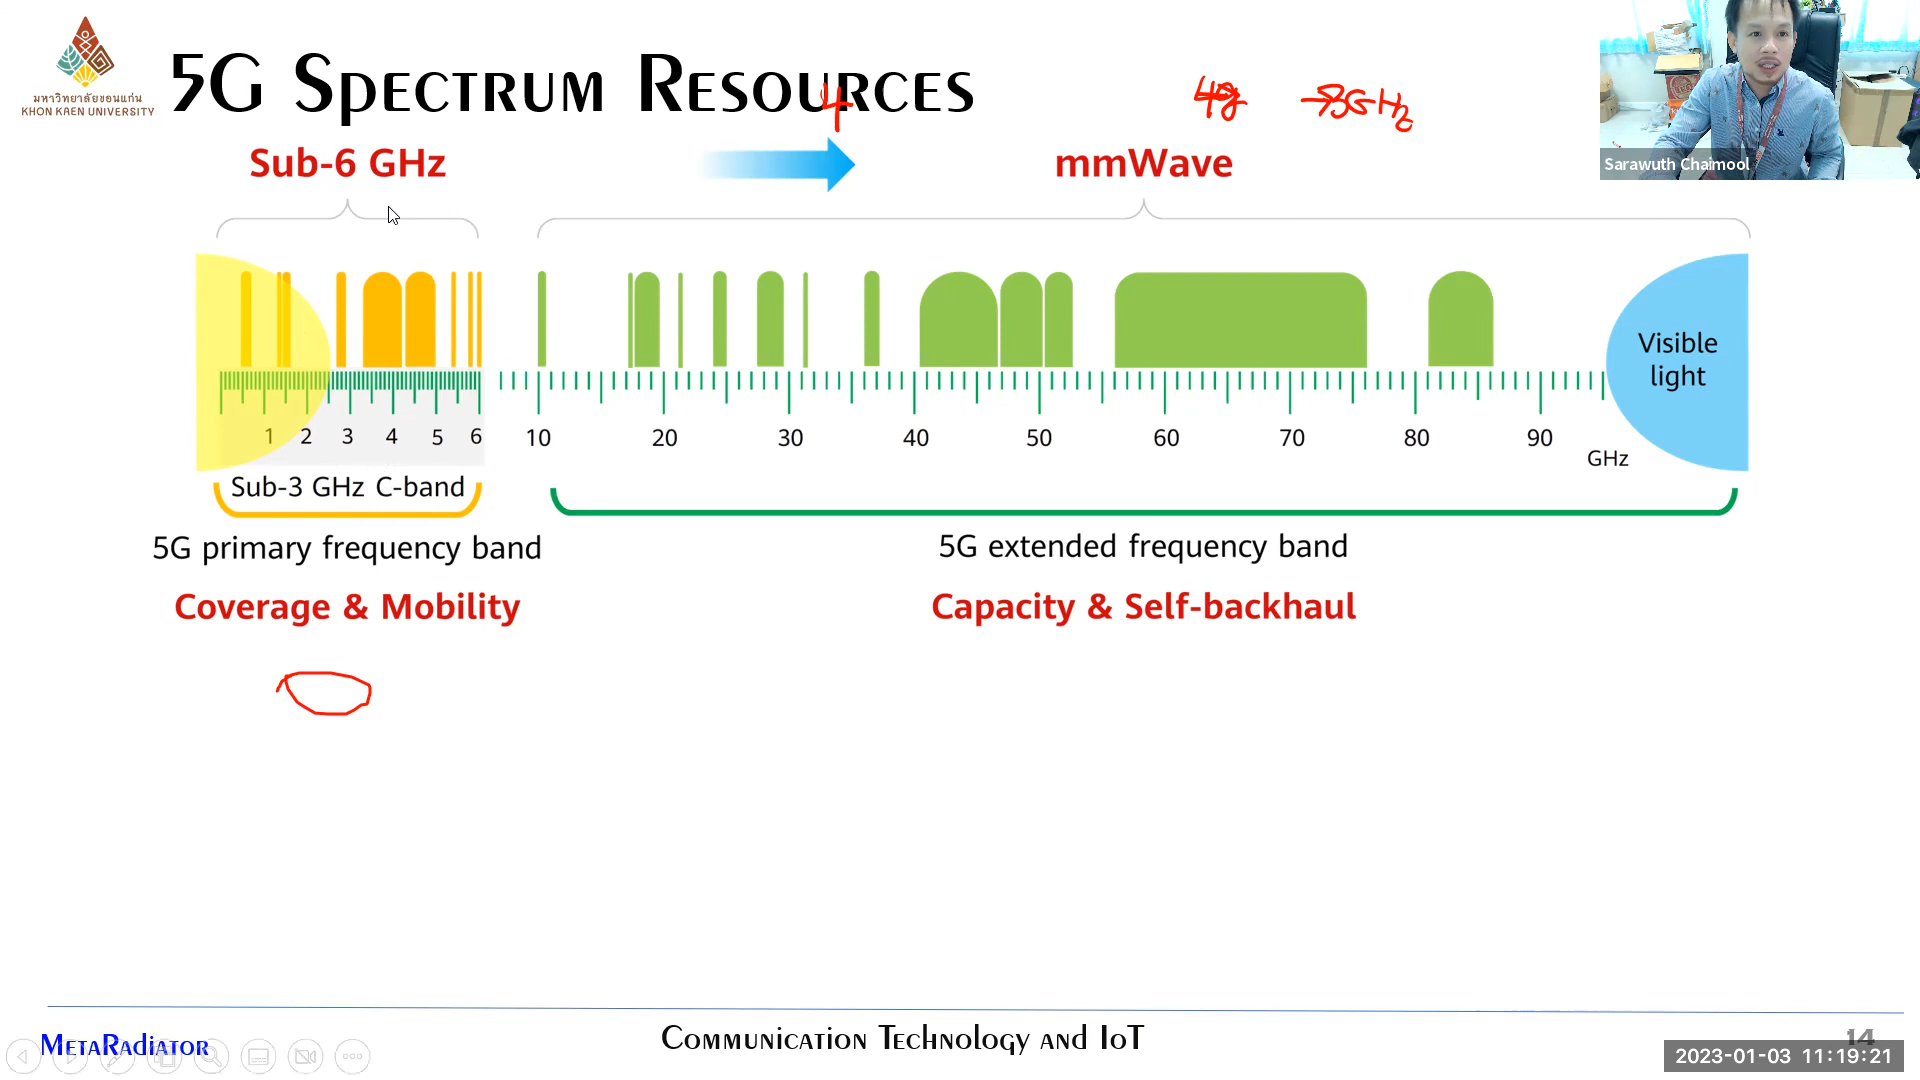 มหาวิทยาลัยขอนแก่น
KHON KAEN UNIVERSITY
5G Spectrum Resources
4
4g
Sarawuth Chaimool
Sub-6 GHz
mmWave
Visible
light
1 2 3 4 5 6 10 20 30 40 50 60 70 80 90
GHz
Sub-3 GHz C-band
5G primary frequency band
5G extended frequency band
Coverage & Mobility
Capacity & Self-backhaul
MetaRadiator
Communication Technology and IoT
14
2023-01-03 11:19:21